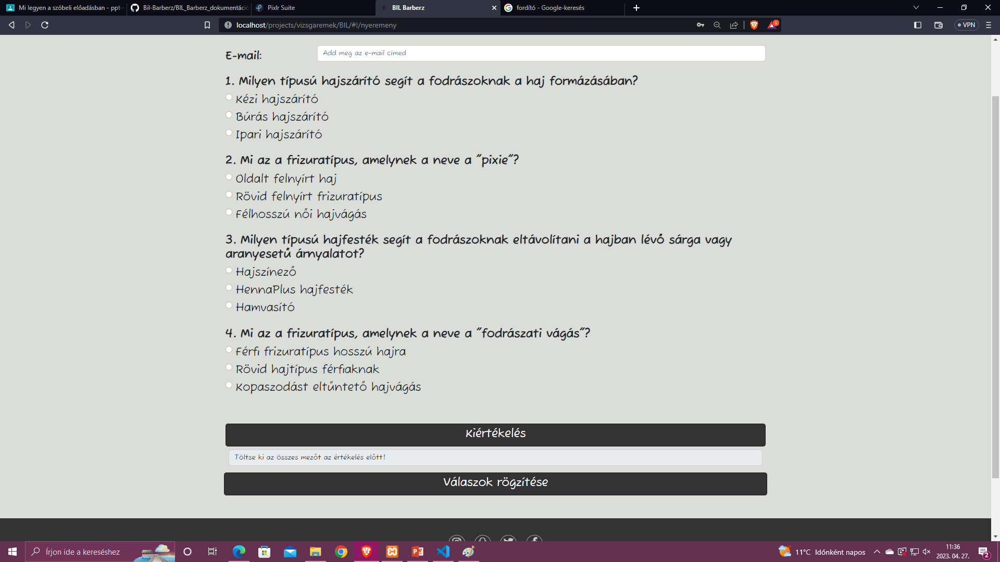 Mi legyen a szóbeli előadásban - ppt-
Bil-Barberz/BIL_Barberz_dokumentáció
Pixlr Suite
BIL Barberz
fordító - Google-keresés
localhost/projects/vizsgaremek/BIL/#!/nyeremeny
1
VPN
E-mail:
Add meg az e-mail címed
1. Milyen típusú hajszárító segít a fodrászoknak a haj formázásában?
Kézi hajszárító
Búrás hajszárító
Ipari hajszárító
2. Mi az a frizuratípus, amelynek a neve a "pixie"?
Oldalt felnyírt haj
Rövid felnyírt frizuratípus
Félhosszú női hajvágás
3. Milyen típusú hajfesték segít a fodrászoknak eltávolítani a hajban lévő sárga vagy
aranyesetű árnyalatot?
Hajszínező
HennaPlus hajfesték
Hamvasító
4. Mi az a frizuratípus, amelynek a neve a "fodrászati vágás"?
Férfi frizuratípus hosszú hajra
Rövid hajtípus férfiaknak
Kopaszodást eltűntető hajvágás
Kiértékelés
Töltse ki az összes mezőt az értékelés előtt!
Válaszok rögzítése
Írjon ide a kereséshez
11°C Időnként napos
11:36
2023. 04. 27.
2